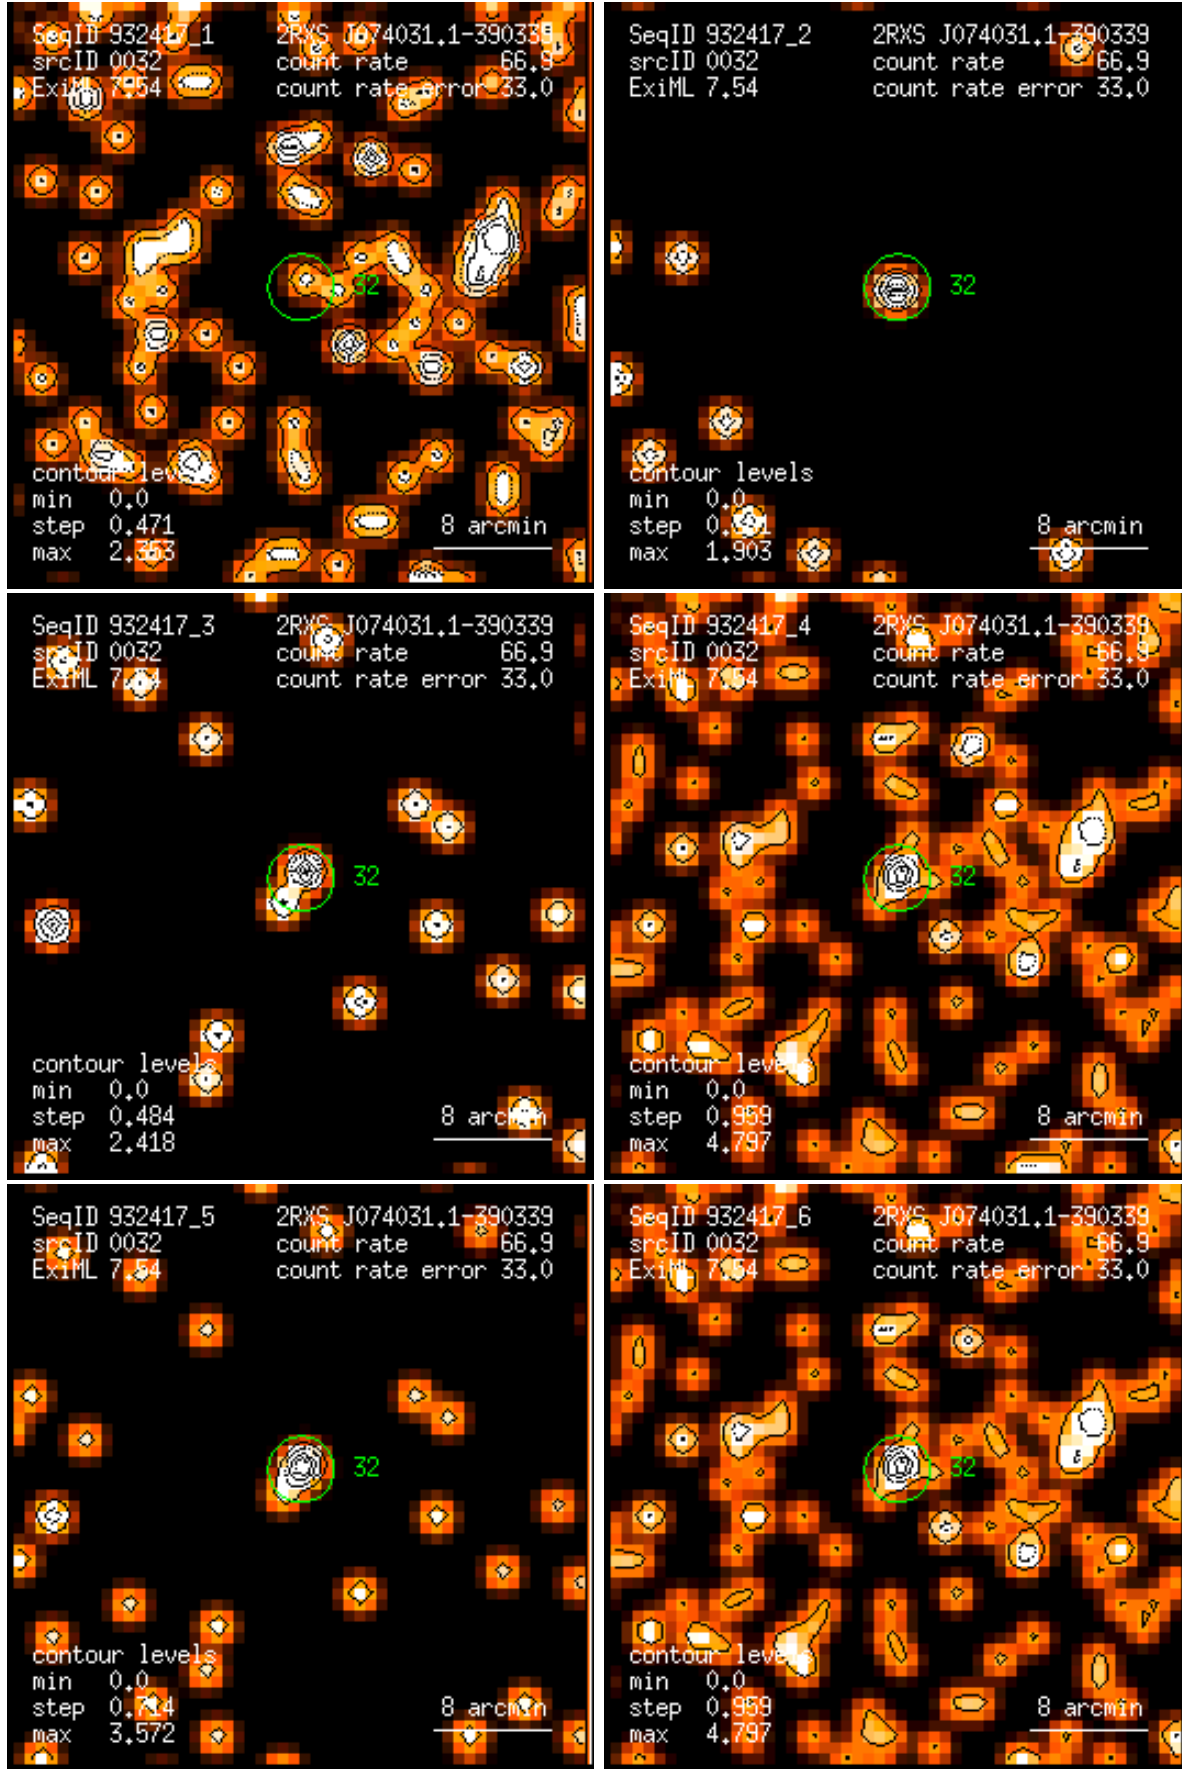 SeqID 932417_1 2RXS J074031.1-390339
srcID 0032 count rate 66.9
ExiML 7.54 count rate error 33.0
32
contour levels
min 0.0
step 0.471 8 arcmin
max 2.353
SeqID 932417_2 2RXS J074031.1-390339
srcID 0032 count rate 66.9
ExiML 7.54 count rate error 33.0
32
contour levels
min 0.0
step 8 arcmin
max 1.903
SeqID 932417_3 2RXS J074031.1-390339
srcID 0032 count rate 66.9
ExiML 7.54 count rate error 33.0
32
contour levels
min 0.0
step 0.484 8 arcmin
max 2.418
SeqID 932417_4 2RXS J074031.1-390339
srcID 0032 count rate 66.9
ExiML 7.54 count rate error 33.0
32
contour levels
min 0.0
step 0.959 8 arcmin
max 4.797
SeqID 932417_5 2RXS J074031.1-390339
srcID 0032 count rate 66.9
ExiML 7.54 count rate error 33.0
32
contour levels
min 0.0
step 0.714 8 arcmin
max 3.572
SeqID 932417_6 2RXS J074031.1-390339
srcID 0032 count rate 66.9
ExiML 7.54 count rate error 33.0
32
contour levels
min 0.0
step 0.959 8 arcmin
max 4.797